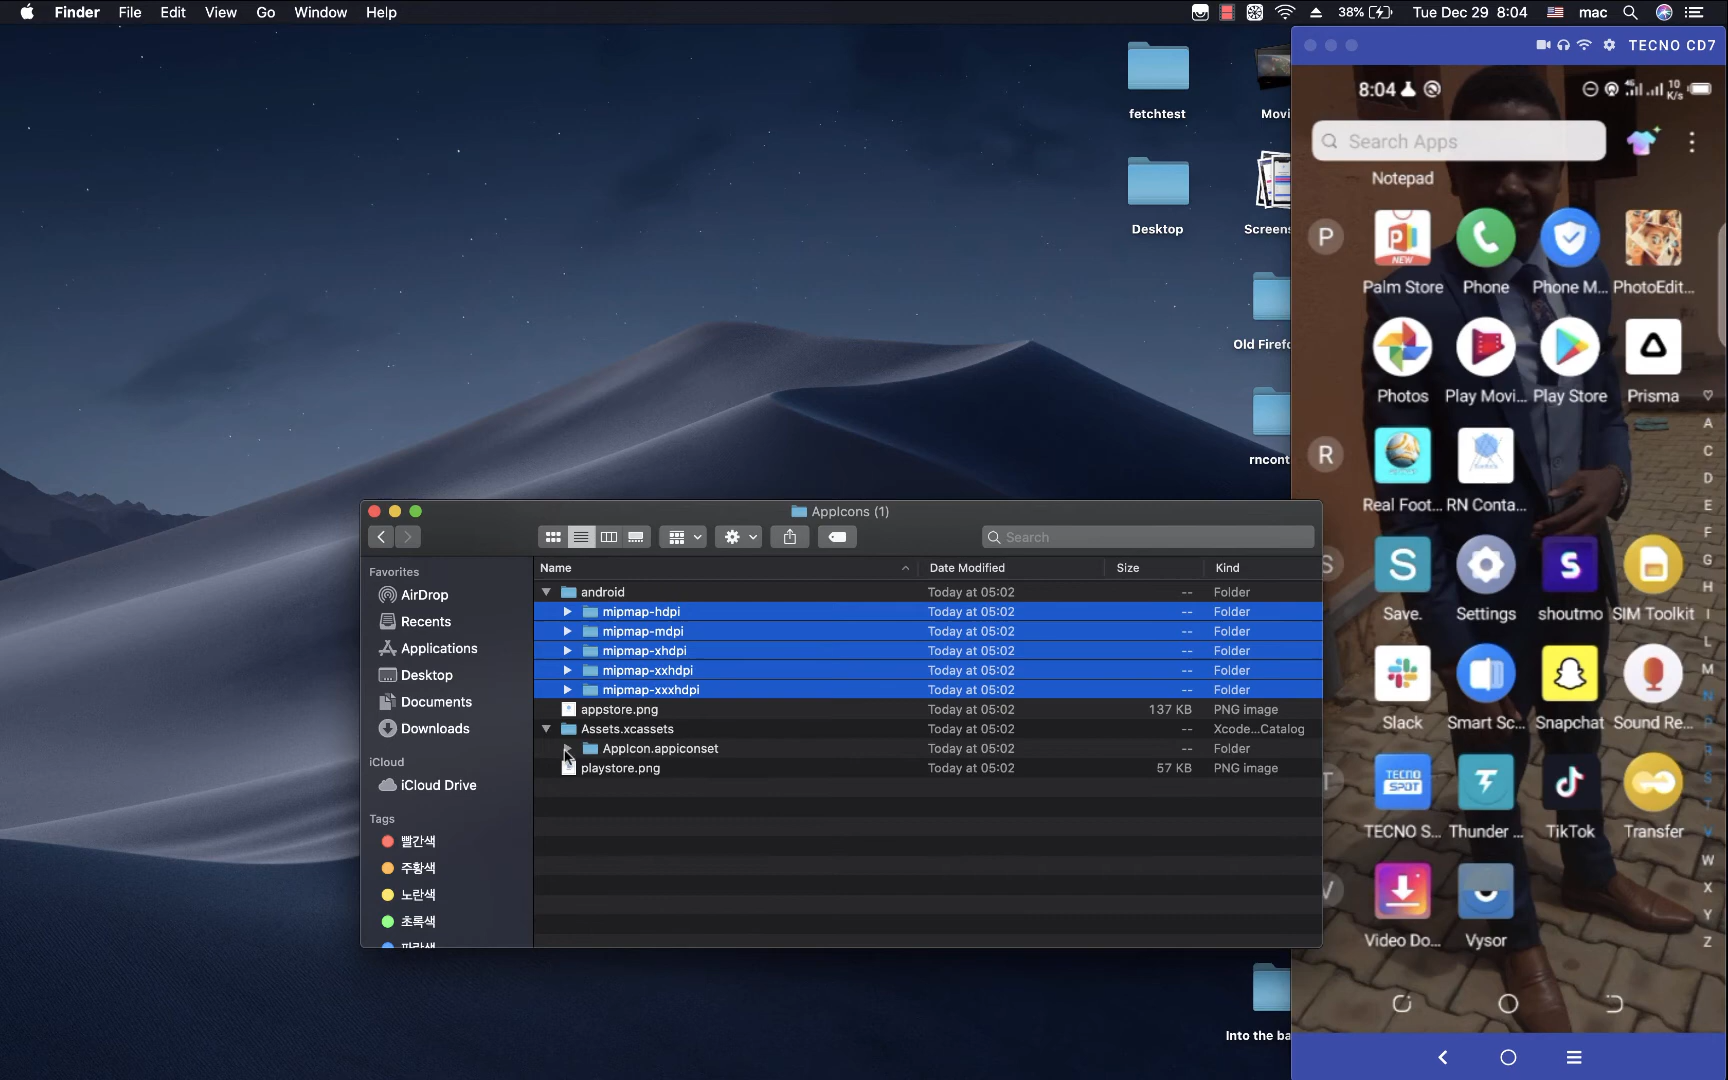 Finder File Edit View Go Window Help
38% Tue Dec 29 8:04 mac
fetchtest
Desktop
Movi
Screens
Old Firefo
rncont
Into the ba
TECNO CD7
8:04
4G 10 K/s
Search Apps
Notepad
P
Palm Store Phone Phone M... PhotoEdit...
NEW
Photos Play Movi... Play Store Prisma
R
Real Foot... RN Conta...
S
Save. Settings shoutmo SIM Toolkit
Slack Smart Sc... Snapchat Sound Re...
T
TECNO SPOT
TECNO S... Thunder ... TikTok Transfer
V
Video Do... Vysor
A
C
D
E
F
G
H
I
L
M
N
P
R
S
T
V
W
X
Y
Z
AppIcons (1)
Search
Favorites
AirDrop
Recents
Applications
Desktop
Documents
Downloads
iCloud
iCloud Drive
Tags
빨간색
주황색
노란색
초록색
파란색
Name Date Modified Size Kind
android Today at 05:02 -- Folder
mipmap-hdpi Today at 05:02 -- Folder
mipmap-mdpi Today at 05:02 -- Folder
mipmap-xhdpi Today at 05:02 -- Folder
mipmap-xxhdpi Today at 05:02 -- Folder
mipmap-xxxhdpi Today at 05:02 -- Folder
appstore.png Today at 05:02 137 KB PNG image
Assets.xcassets Today at 05:02 -- Xcode...Catalog
AppIcon.appiconset Today at 05:02 -- Folder
playstore.png Today at 05:02 57 KB PNG image